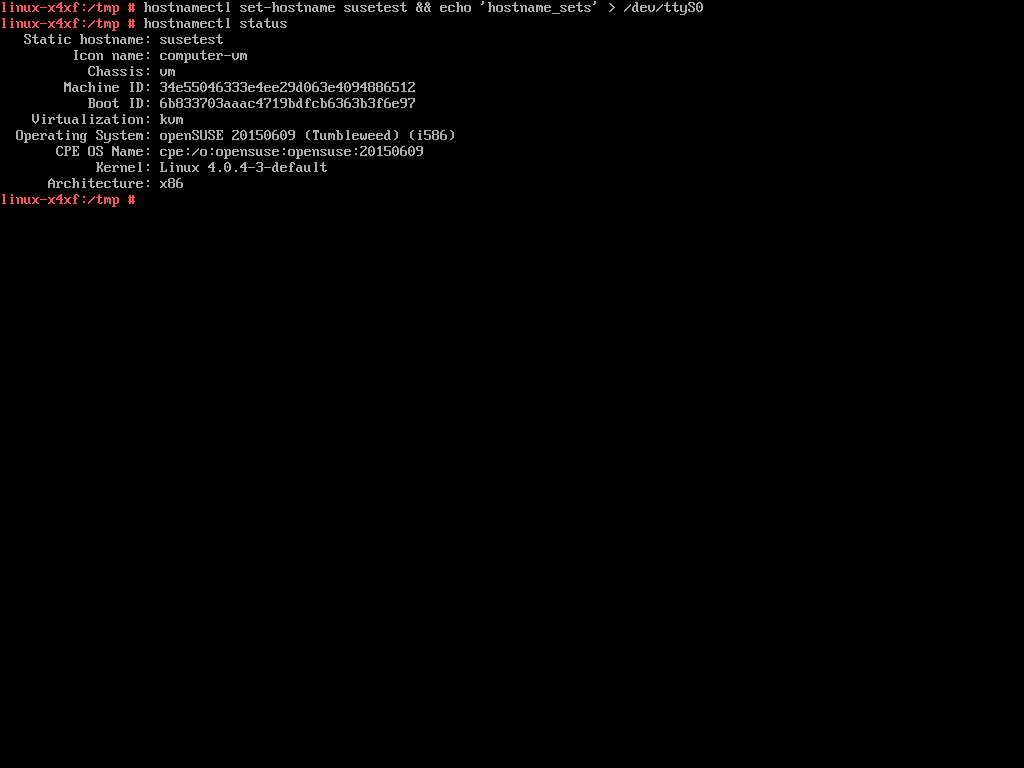 linux-x4xf:/tmp # hostnamectl set-hostname susetest && echo 'hostname_sets' > /dev/ttyS0
linux-x4xf:/tmp # hostnamectl status
Static hostname: susetest
Icon name: computer-vm
Chassis: vm
Machine ID: 34e55046333e4ee29d063e4094886512
Boot ID: 6b833703aaac4719bdfcb6363b3f6e97
Virtualization: kvm
Operating System: openSUSE 20150609 (Tumbleweed) (i586)
CPE OS Name: cpe:/o:opensuse:opensuse:20150609
Kernel: Linux 4.0.4-3-default
Architecture: x86
linux-x4xf:/tmp #